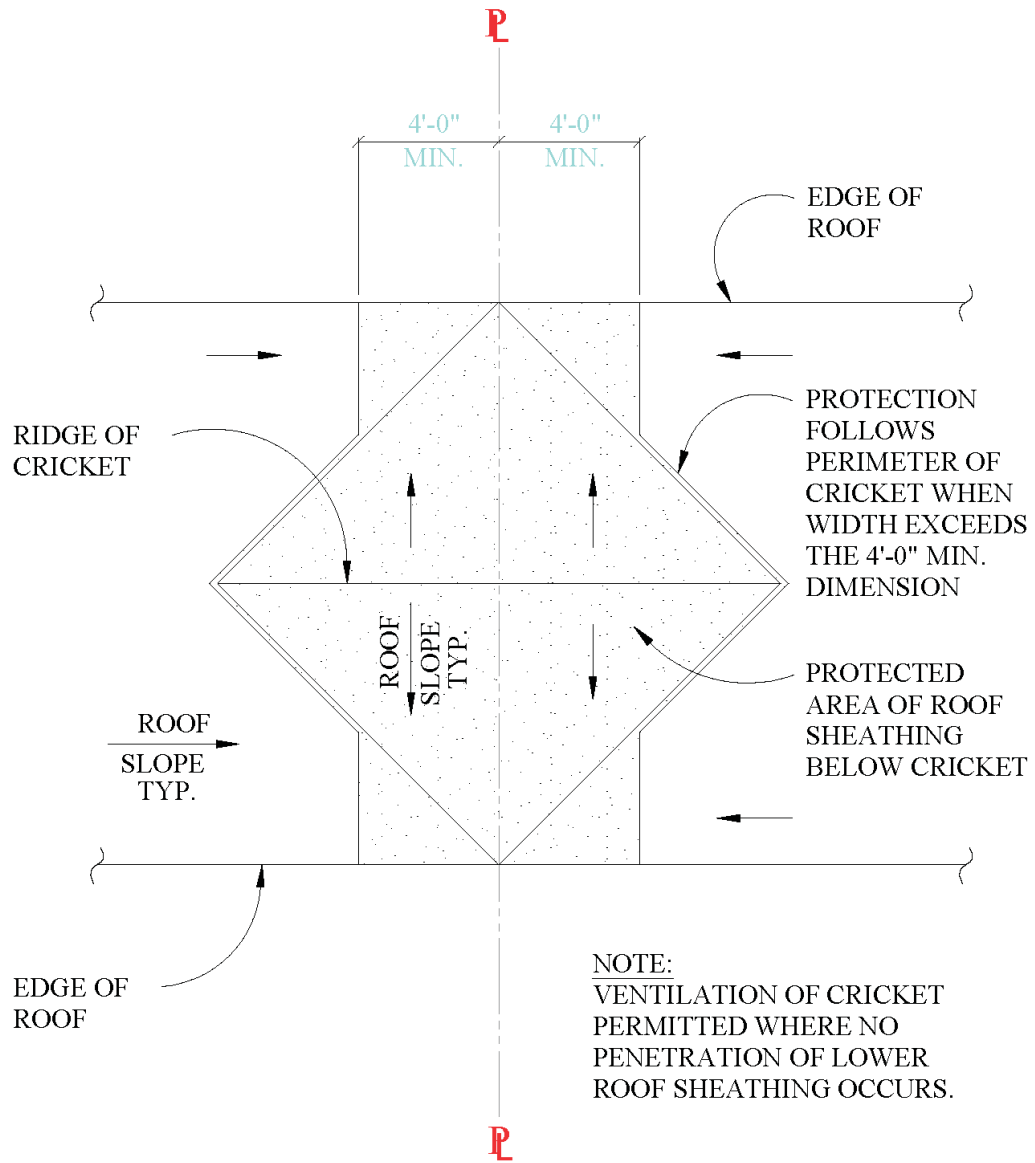 PL
4'-0"
MIN.
4'-0"
MIN.
EDGE OF
ROOF
PROTECTION
FOLLOWS
PERIMETER OF
CRICKET WHEN
WIDTH EXCEEDS
THE 4'-0" MIN.
DIMENSION
RIDGE OF
CRICKET
ROOF
SLOPE
TYP.
PROTECTED
AREA OF ROOF
SHEATHING
BELOW CRICKET
ROOF
SLOPE
TYP.
EDGE OF
ROOF
NOTE:
VENTILATION OF CRICKET
PERMITTED WHERE NO
PENETRATION OF LOWER
ROOF SHEATHING OCCURS.
PL